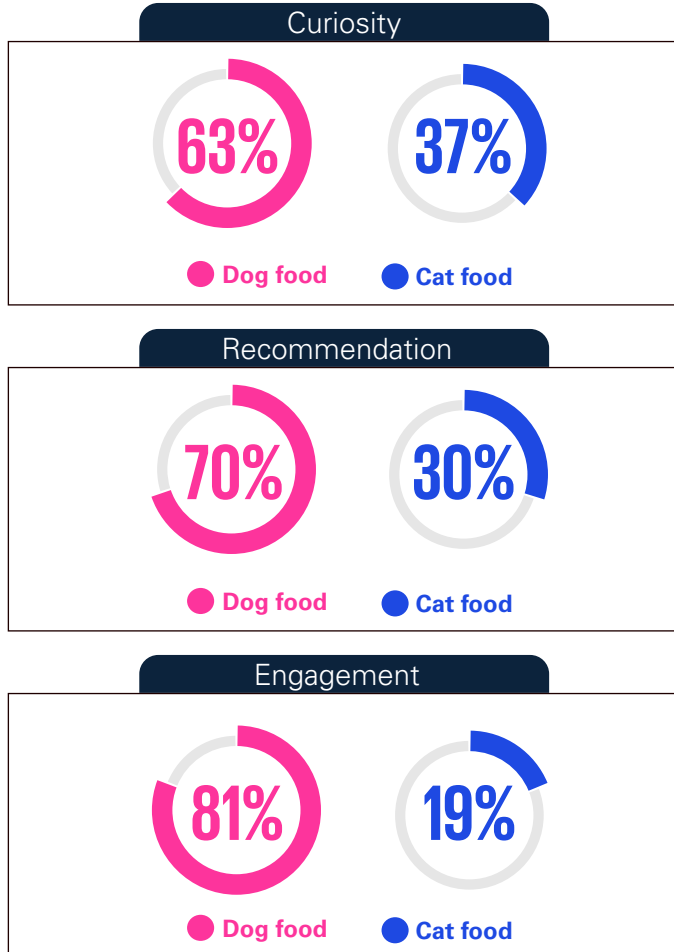 Curiosity
63% 37%
Dog food Cat food
Recommendation
70% 30%
Dog food Cat food
Engagement
81% 19%
Dog food Cat food